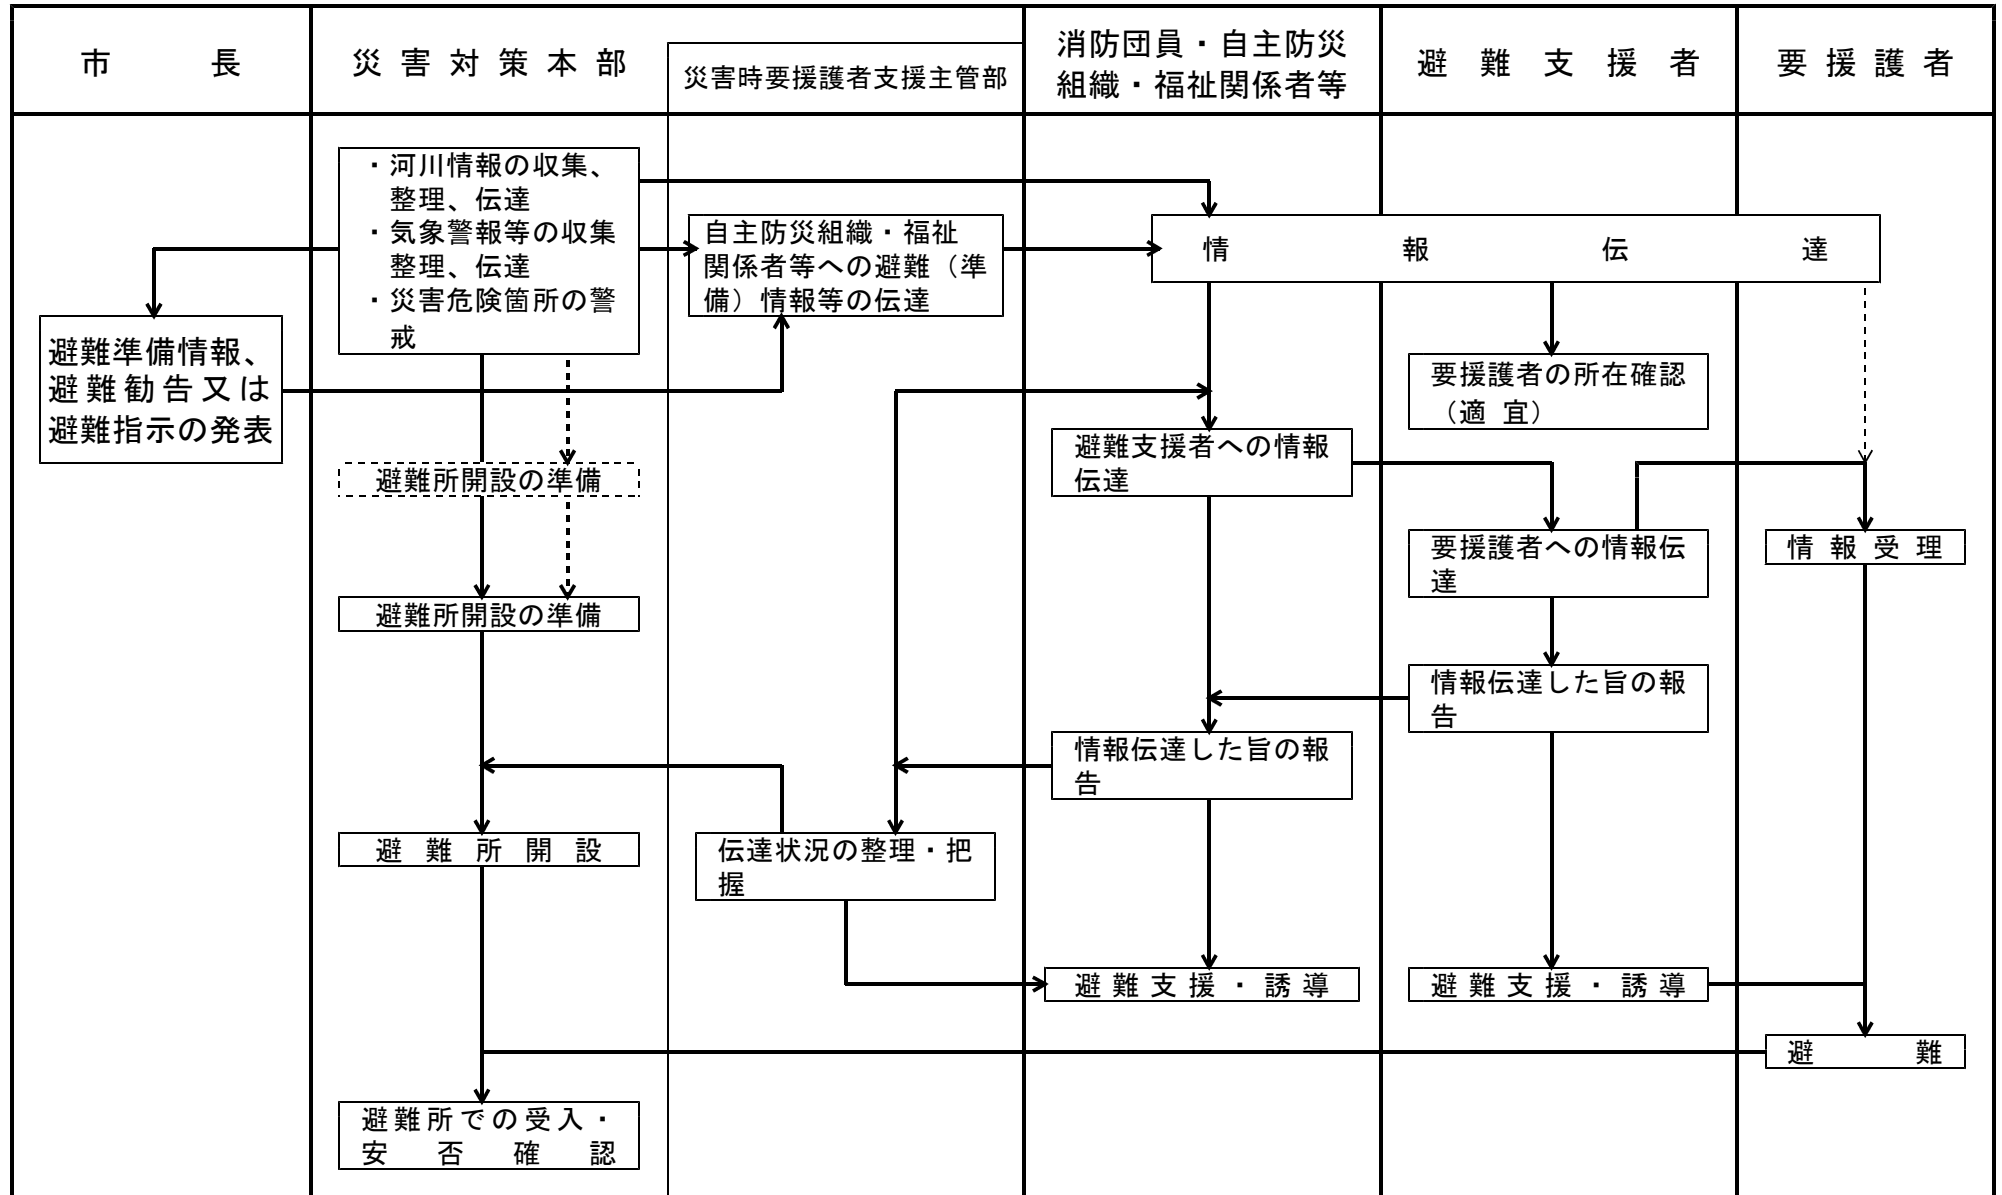 市長
災害対策本部
災害時要援護者支援主管部
消防団員・自主防災
組織・福祉関係者等
避難支援者
要援護者
・河川情報の収集、
整理、伝達
・気象警報等の収集
整理、伝達
・災害危険箇所の警
戒
自主防災組織・福祉
関係者等への避難（準
備）情報等の伝達
情報伝達
避難準備情報、
避難勧告又は
避難指示の発表
要援護者の所在確認
（適 宜）
避難支援者への情報
伝達
避難所開設の準備
要援護者への情報伝
達
情報受理
避難所開設の準備
情報伝達した旨の報
告
情報伝達した旨の報
告
避難所開設
伝達状況の整理・把
握
避難支援・誘導
避難支援・誘導
避難
避難所での受入・
安否確認